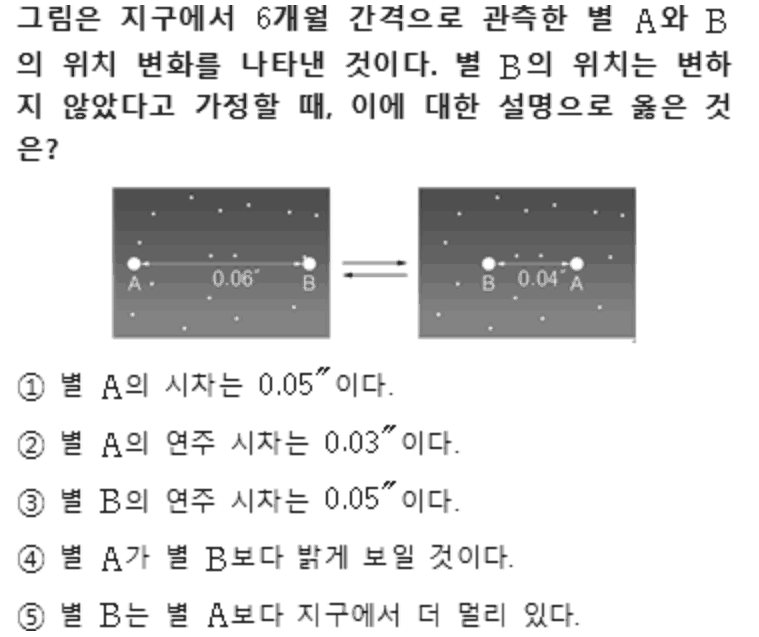 그림은 지구에서 6개월 간격으로 관측한 별 A와 B
의 위치 변화를 나타낸 것이다. 별 B의 위치는 변하
지 않았다고 가정할 때, 이에 대한 설명으로 옳은 것
은?
0.06″
A
B
0.04″
B
A
① 별 A의 시차는 0.05″이다.
② 별 A의 연주 시차는 0.03″이다.
③ 별 B의 연주 시차는 0.05″이다.
④ 별 A가 별 B보다 밝게 보일 것이다.
⑤ 별 B는 별 A보다 지구에서 더 멀리 있다.